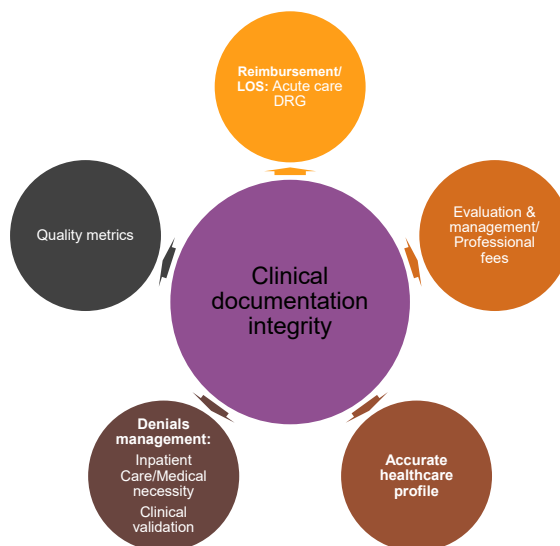 Reimbursement/
LOS: Acute care
DRG
Quality metrics
Evaluation &
management/
Professional
fees
Clinical
documentation
integrity
Denials
management:
Inpatient
Care/Medical
necessity
Clinical
validation
Accurate
healthcare
profile